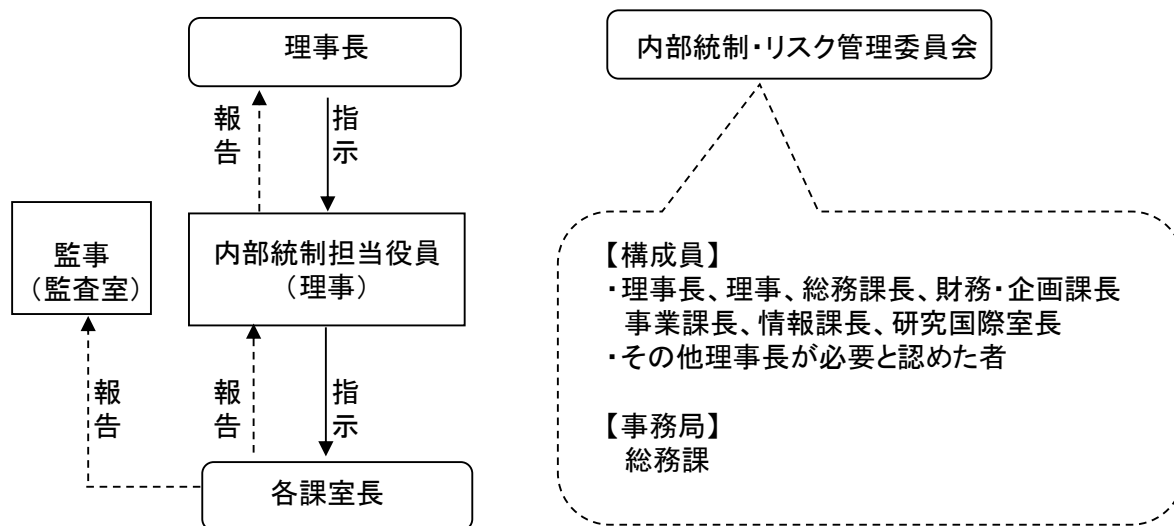 理事長
報告
指示
内部統制担当役員
（理事）
監事
（監査室）
報告
報告
指示
各課室長
内部統制・リスク管理委員会
【構成員】
・理事長、理事、総務課長、財務・企画課長
事業課長、情報課長、研究国際室長
・その他理事長が必要と認めた者
【事務局】
総務課